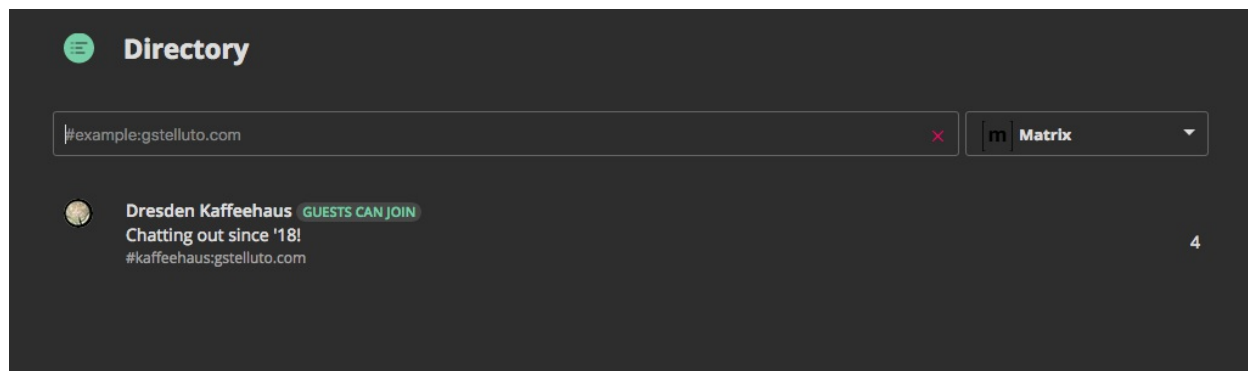 Directory
#example:gstelluto.com
[m] Matrix
Dresden Kaffeehaus GUESTS CAN JOIN
Chatting out since '18!
4
#kaffeehaus:gstelluto.com